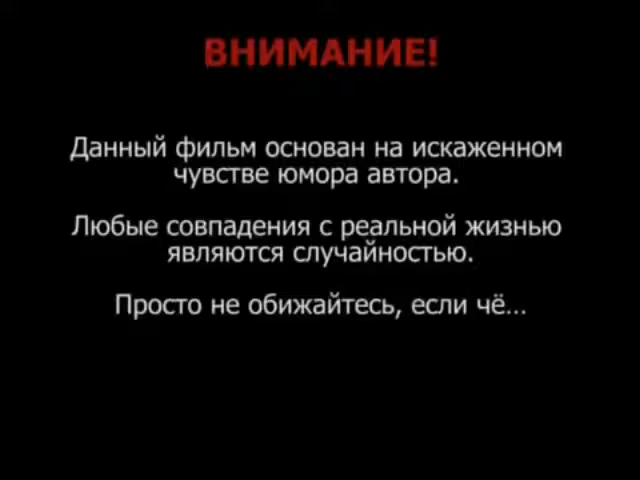 ВНИМАНИЕ!
Данный фильм основан на искаженном
чувстве юмора автора.
Любые совпадения с реальной жизнью
являются случайностью.
Просто не обижайтесь, если чё...